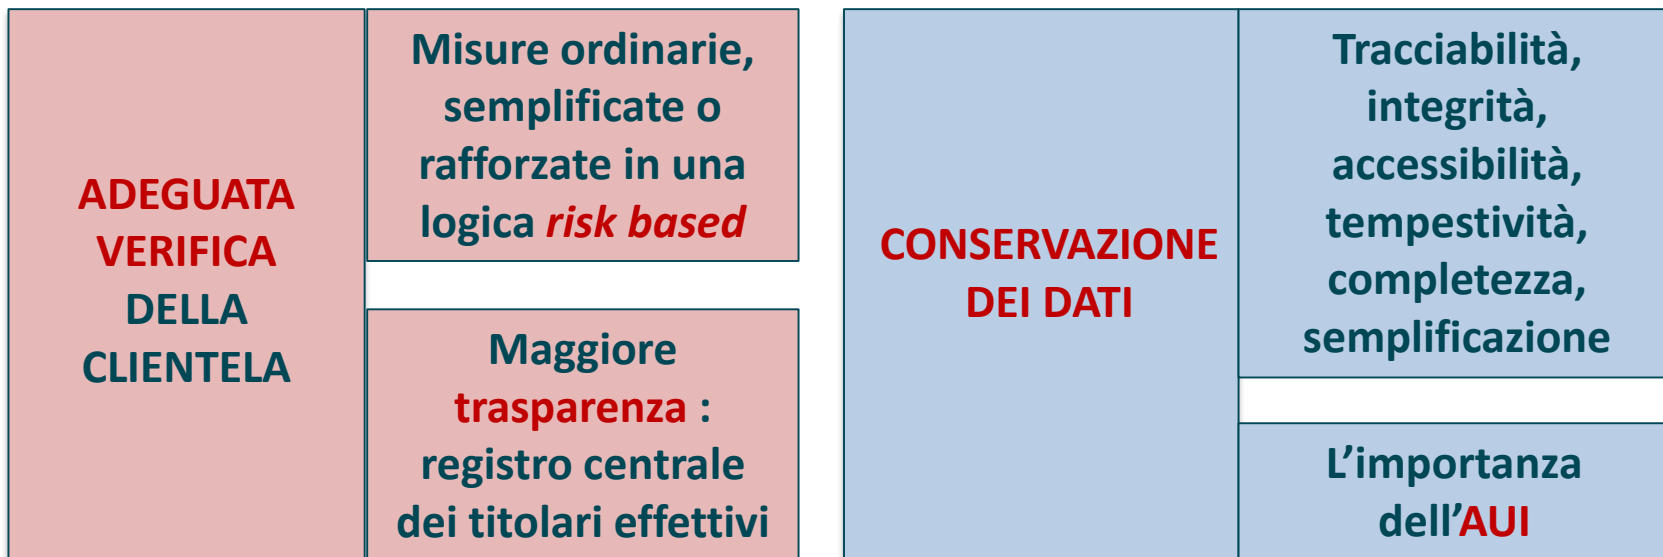 ADEGUATA
VERIFICA
DELLA
CLIENTELA
Misure ordinarie,
semplificate o
rafforzate in una
logica risk based
Maggiore
trasparenza :
registro centrale
dei titolari effettivi
CONSERVAZIONE
DEI DATI
Tracciabilità,
integrità,
accessibilità,
tempestività,
completezza,
semplificazione
L’importanza
dell’AUI